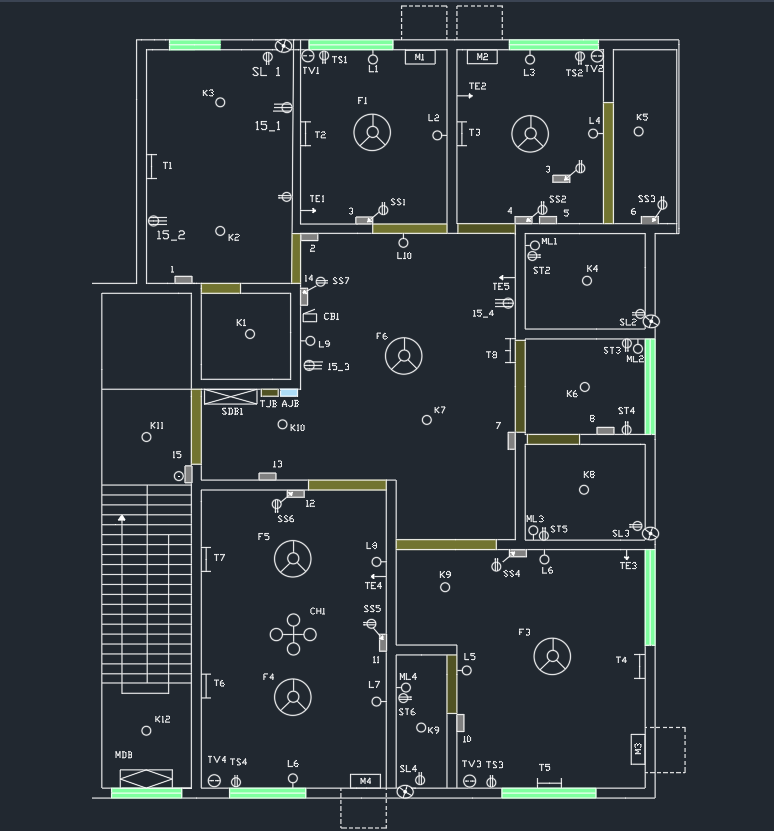 M1
M2
SL 1
TV1
TS1
L1
L3
TS2
TV2
K3
F1
TE2
15_1
T2
L2
T3
L4
K5
T1
3
TE1
SS1
3
4
SS2
5
SS3
6
15_2
K2
2
L10
ML1
ST2
K4
1
14
SS7
TE5
CB1
15_4
SL2
K1
L9
F6
T8
ST3
ML2
15_3
K6
SDB1
TJB
AJB
K7
K11
K10
7
8
ST4
15
13
K8
12
SS6
ML3
ST5
SL3
F5
L8
T7
TE4
K9
SS4
L6
TE3
CH1
SS5
F3
11
L5
T4
F4
ML4
T6
L7
ST6
K12
K9
10
M3
MDB
TV4
TS4
L6
M4
SL4
TV3
TS3
T5